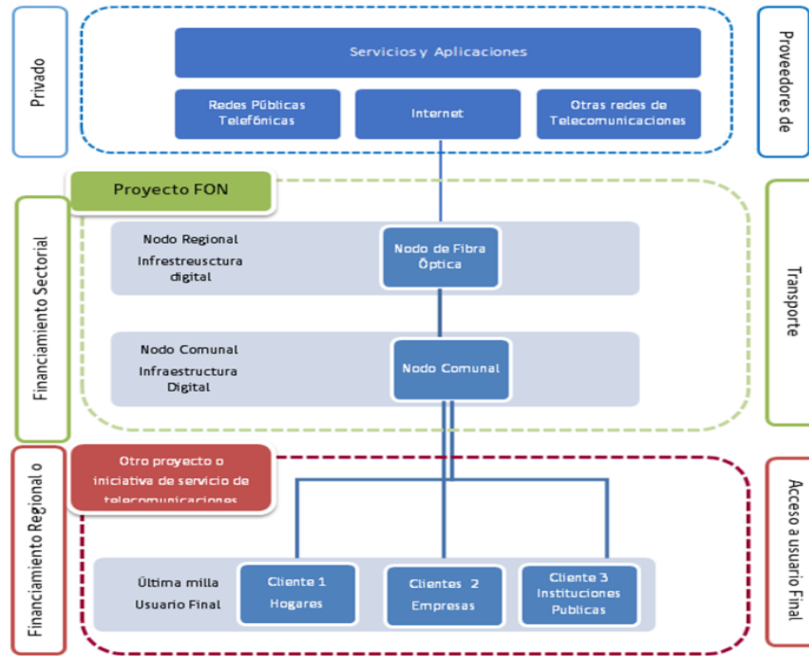 Privado
Servicios y Aplicaciones
Redes Públicas
Telefónicas
Internet
Otras redes de
Telecomunicaciones
Proveedores de
Proyecto FON
Financiamiento Sectorial
Nodo Regional
Infrestreusctura
digital
Nodo de Fibra
Óptica
Nodo Comunal
Infraestructura
Digital
Nodo Comunal
Transporte
Otro proyecto o
iniciativa de servicio de
telecomunicaciones
Financiamiento Regional o
Última milla
Usuario Final
Cliente 1
Hogares
Clientes 2
Empresas
Cliente 3
Instituciones
Publicas
Acceso a usuario Final